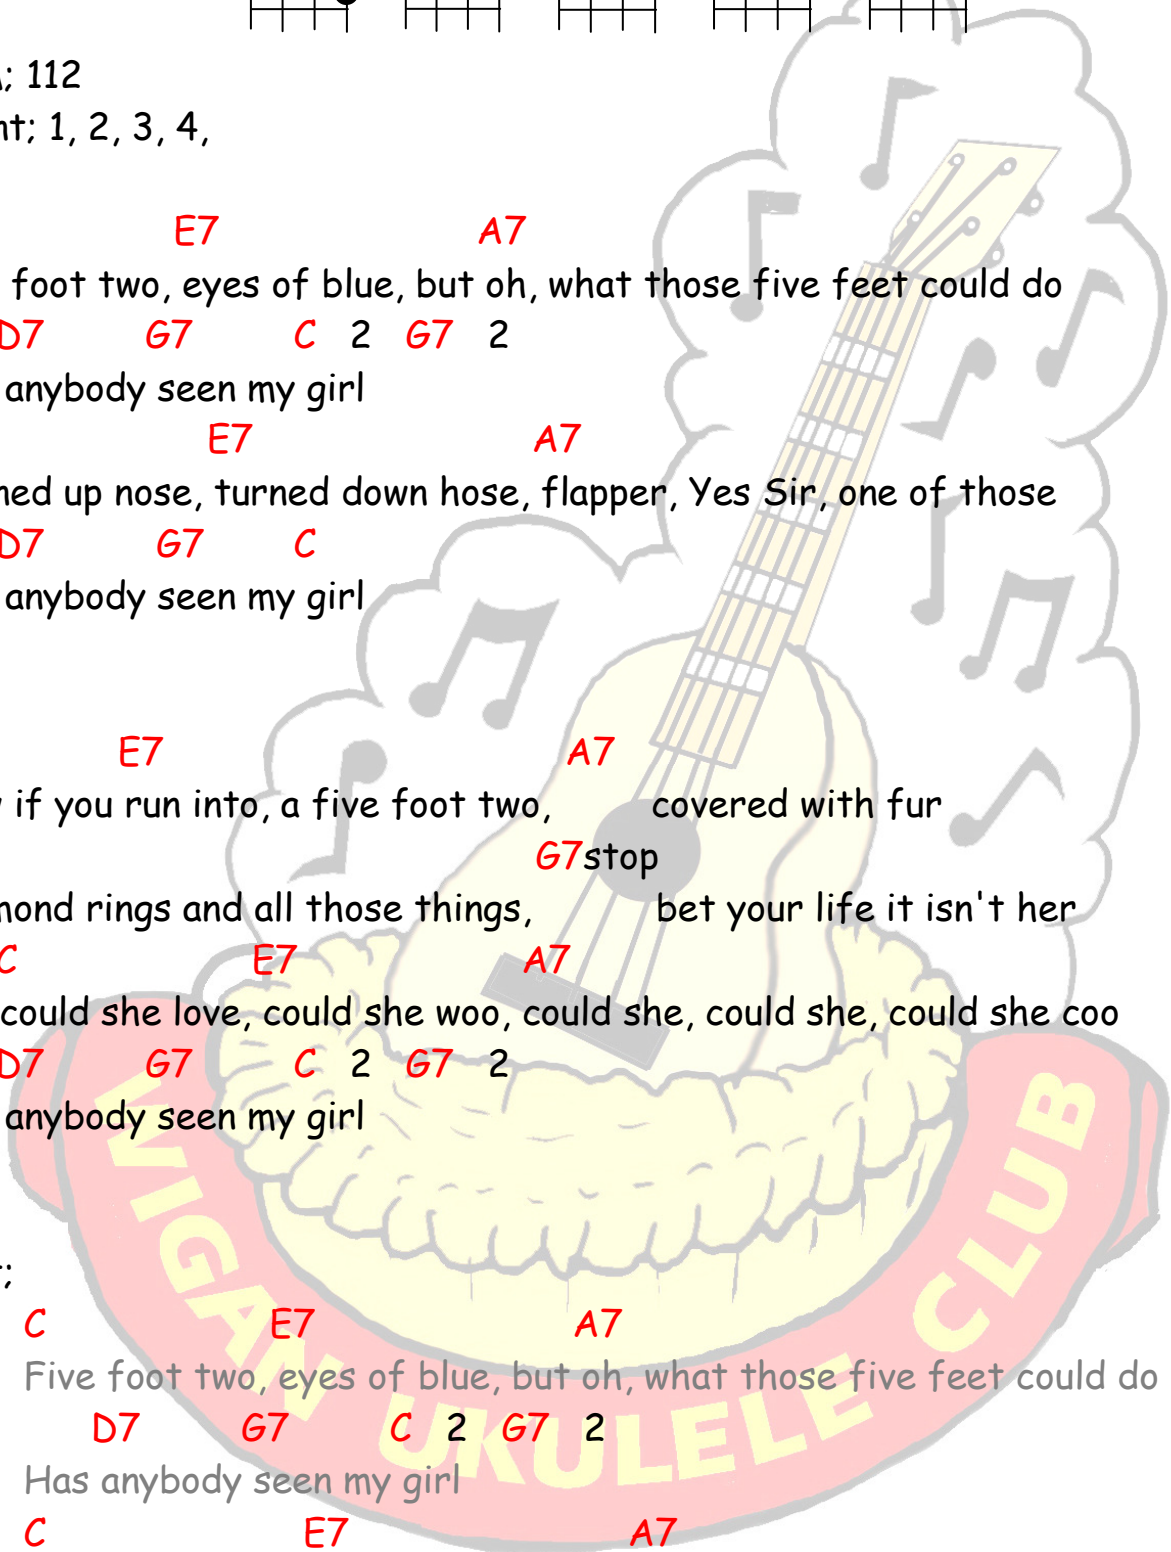 ; 112
nt; 1, 2, 3, 4,
E7 A7
foot two, eyes of blue, but oh, what those five feet could do
D7 G7 C 2 G7 2
anybody seen my girl
E7 A7
ned up nose, turned down hose, flapper, Yes Sir, one of those
D7 G7 C
anybody seen my girl
E7 A7
if you run into, a five foot two, covered with fur
G7stop
mond rings and all those things, bet your life it isn't her
C E7 A7
could she love, could she woo, could she, could she, could she coo
D7 G7 C 2 G7 2
anybody seen my girl
;
C E7 A7
Five foot two, eyes of blue, but oh, what those five feet could do
D7 G7 C 2 G7 2
Has anybody seen my girl
C E7 A7
WIGAN UKULELE CLUB